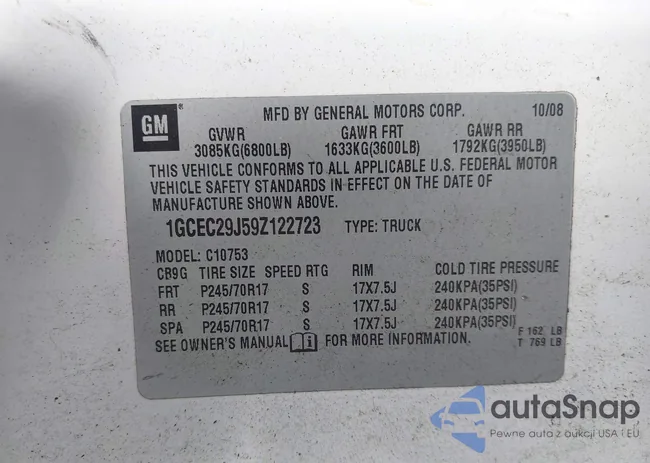 GM ® MFD BY GENERAL MOTORS CORP. 10/08
GVWR GAWR FRT GAWR RR
3085KG(6800LB) 1633KG(3600LB) 1792KG(3950LB)
THIS VEHICLE CONFORMS TO ALL APPLICABLE U.S. FEDERAL MOTOR
VEHICLE SAFETY STANDARDS IN EFFECT ON THE DATE OF
MANUFACTURE SHOWN ABOVE.
1GCEC29J59Z122723 TYPE: TRUCK
MODEL: C10753
CR9G TIRE SIZE SPEED RTG RIM COLD TIRE PRESSURE
FRT P245/70R17 S 17X7.5J 240KPA(35PSI)
RR P245/70R17 S 17X7.5J 240KPA(35PSI)
SPA P245/70R17 S 17X7.5J 240KPA(35PSI)
SEE OWNER'S MANUAL i FOR MORE INFORMATION.
F 162 LB
T 769 LB
autaSnap
Pewne auta z aukcji USA i EU